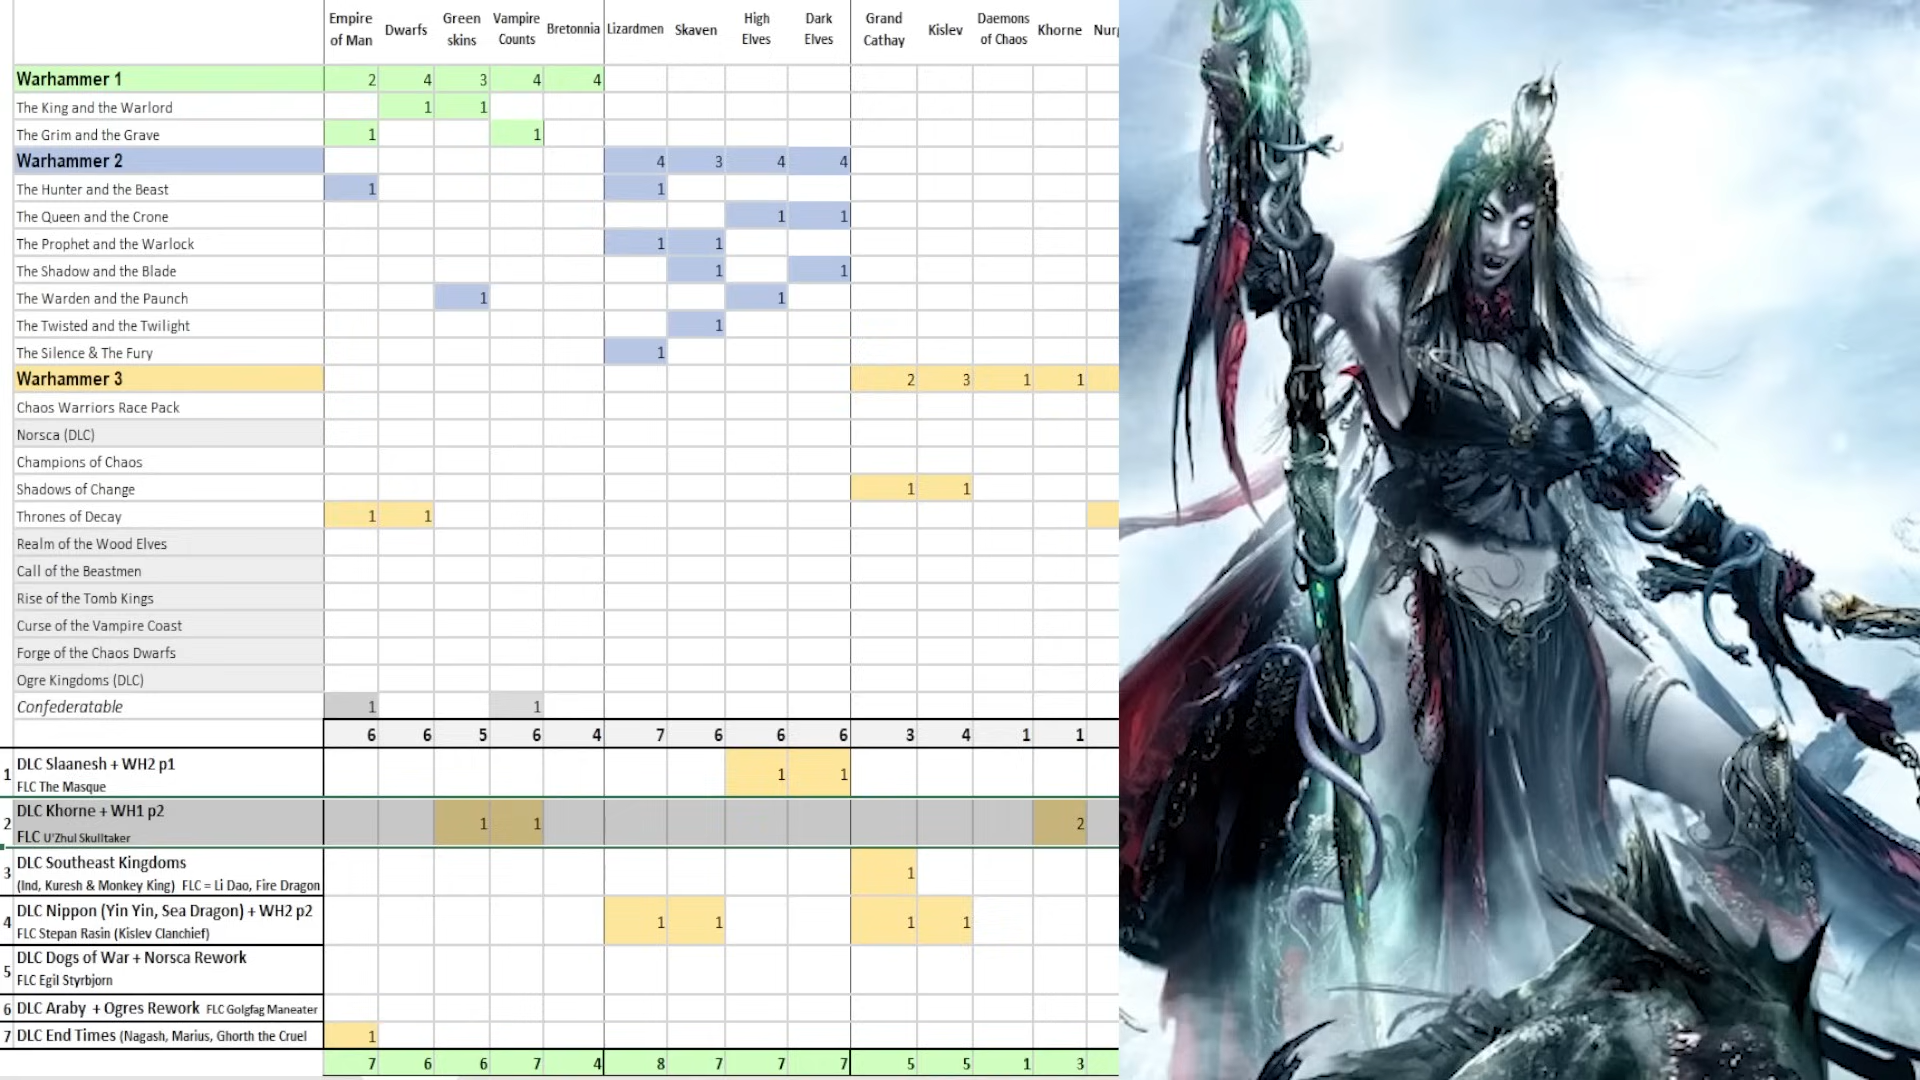 Empire of Man Dwarfs Green skins Vampire Counts Bretonnia Lizardmen Skaven High Elves Dark Elves Grand Cathay Kislev Daemons of Chaos Khorne Nurg
Warhammer 1 2 4 3 4 4
The King and the Warlord 1 1
The Grim and the Grave 1 1
Warhammer 2 4 3 4 4
The Hunter and the Beast 1 1
The Queen and the Crone 1 1
The Prophet and the Warlock 1 1
The Shadow and the Blade 1 1
The Warden and the Paunch 1 1
The Twisted and the Twilight 1
The Silence & The Fury 1
Warhammer 3 2 3 1 1
Chaos Warriors Race Pack
Norsca (DLC)
Champions of Chaos
Shadows of Change 1 1
Thrones of Decay 1 1
Realm of the Wood Elves
Call of the Beastmen
Rise of the Tomb Kings
Curse of the Vampire Coast
Forge of the Chaos Dwarfs
Ogre Kingdoms (DLC)
Confederatable 1 1
6 6 5 6 4 7 6 6 6 3 4 1 1
1 DLC Slaanesh + WH2 p1 1 1
FLC The Masque
2 DLC Khorne + WH1 p2 1 1 2
FLC U'Zhul Skulltaker
3 DLC Southeast Kingdoms 1
(Ind, Kuresh & Monkey King) FLC = Li Dao, Fire Dragon
4 DLC Nippon (Yin Yin, Sea Dragon) + WH2 p2 1 1 1 1
FLC Stepan Rasin (Kislev Clanchief)
5 DLC Dogs of War + Norsca Rework
FLC Egil Styrbjorn
6 DLC Araby + Ogres Rework FLC Golgfag Maneater
7 DLC End Times (Nagash, Marius, Ghorth the Cruel 1
7 6 6 7 4 8 7 7 7 5 5 1 3